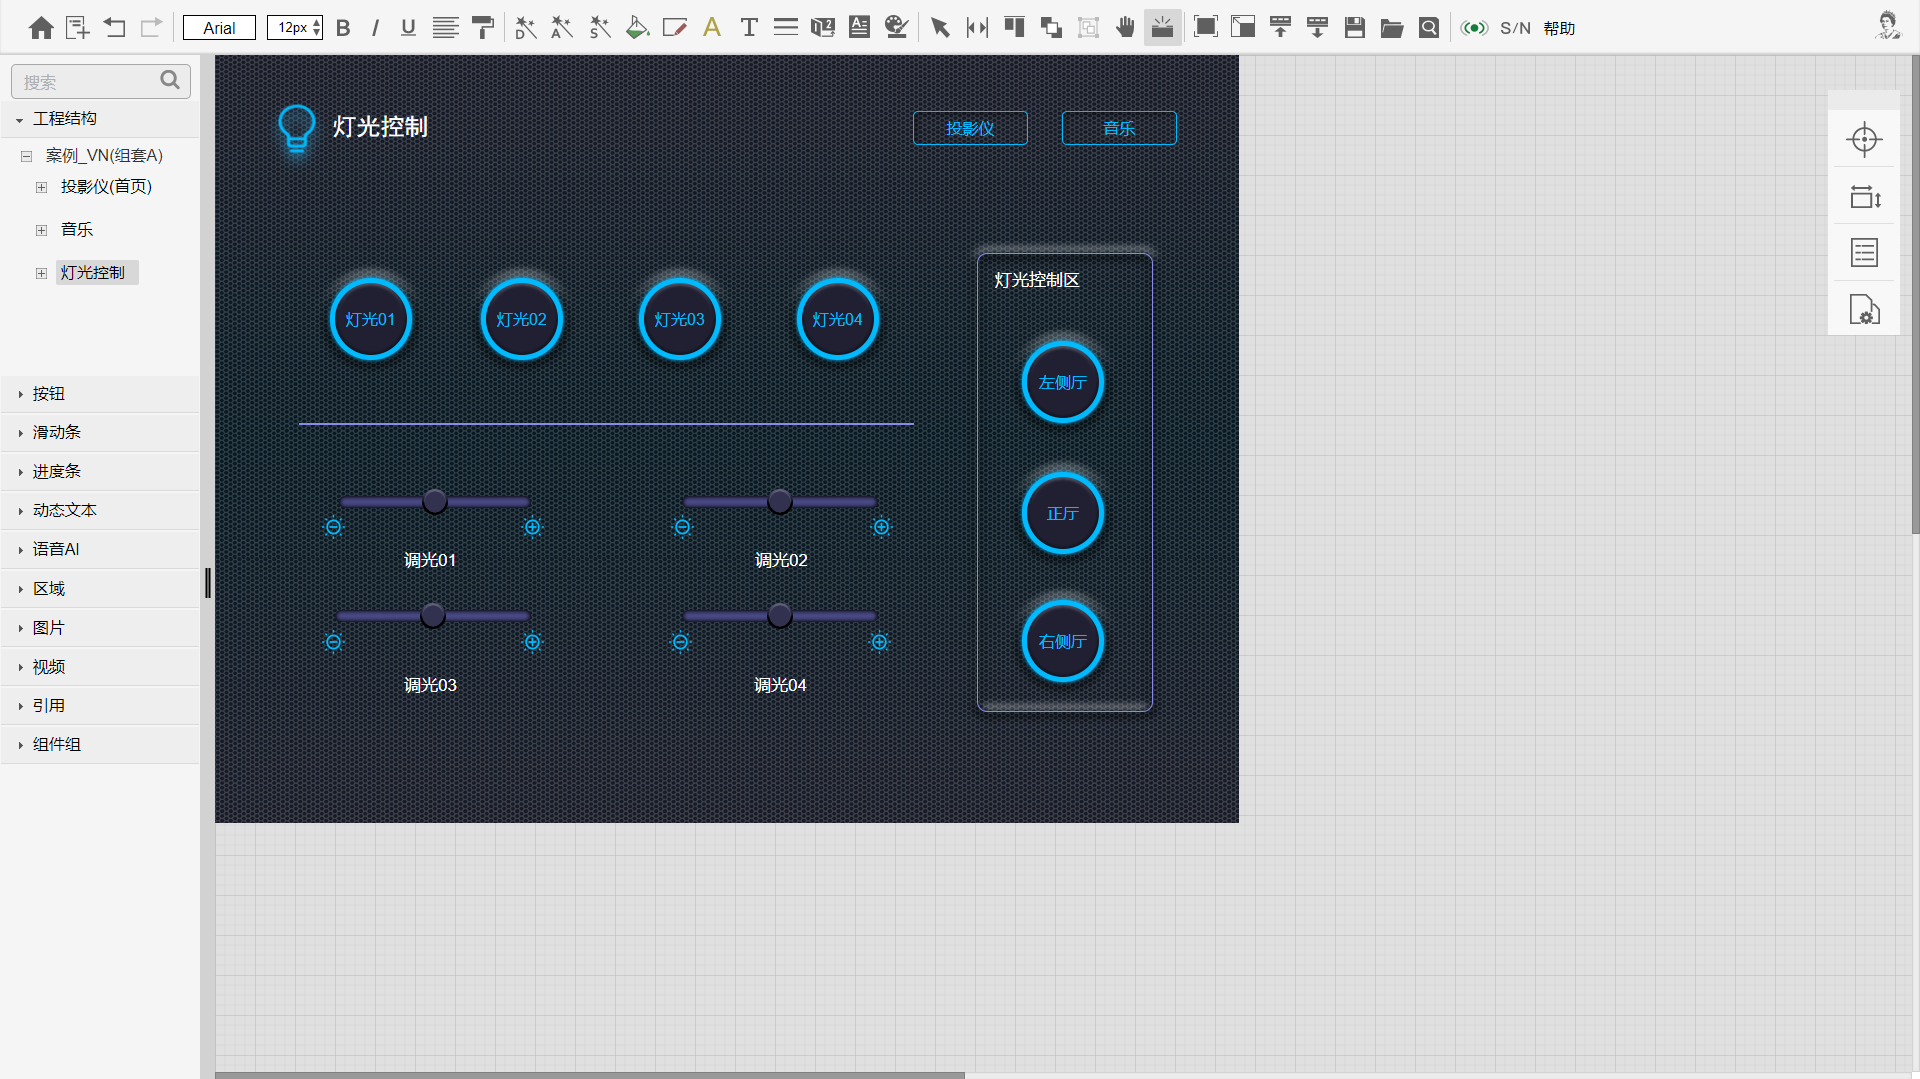 Arial
12px
B
I
U
D
A
S
A
T
S/N
帮助
搜索
工程结构
案例_VN(组套A)
投影仪(首页)
音乐
灯光控制
按钮
滑动条
进度条
动态文本
语音AI
区域
图片
视频
引用
组件组
灯光控制
投影仪
音乐
灯光01
灯光02
灯光03
灯光04
灯光控制区
左侧厅
正厅
右侧厅
调光01
调光02
调光03
调光04